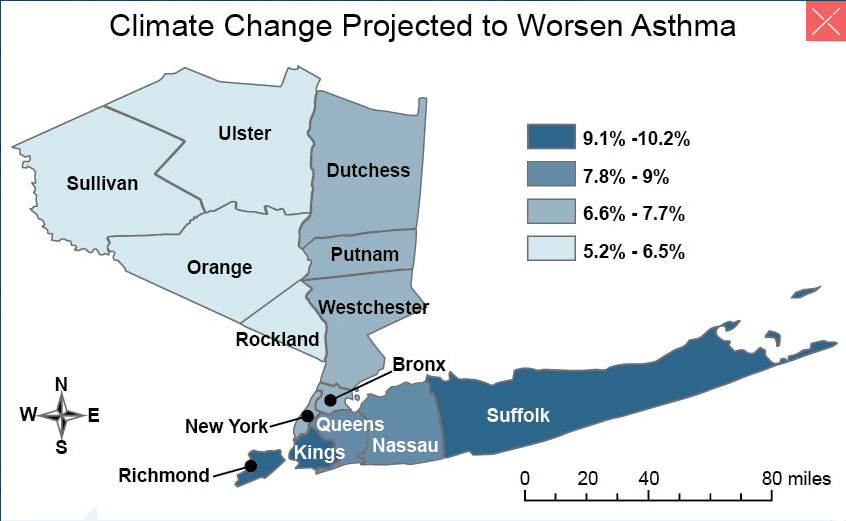 Climate Change Projected to Worsen Asthma
Ulster
9.1% -10.2%
Dutchess
7.8% - 9%
Sullivan
6.6% - 7.7%
Putnam
5.2% - 6.5%
Orange
Westchester
Rockland
Bronx
N
W E
S
New York
Queens
Suffolk
Nassau
Kings
Richmond
0 20 40 80 miles